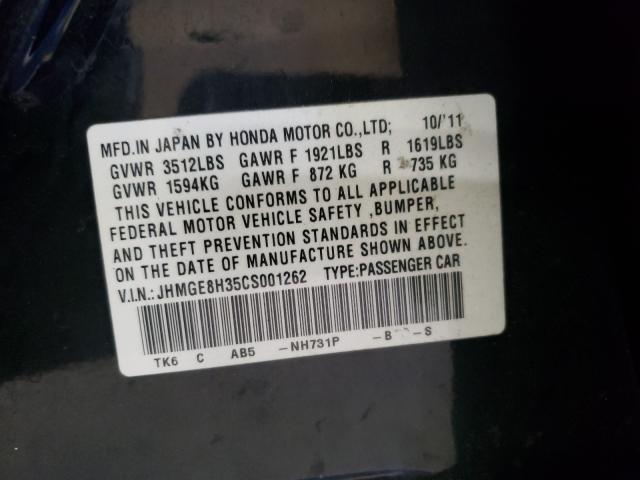 MFD.IN JAPAN BY HONDA MOTOR CO.,LTD; 10/'11
GVWR 3512LBS GAWR F 1921LBS R 1619LBS
GVWR 1594KG GAWR F 872 KG R 735 KG
THIS VEHICLE CONFORMS TO ALL APPLICABLE
FEDERAL MOTOR VEHICLE SAFETY ,BUMPER,
AND THEFT PREVENTION STANDARDS IN EFFECT
ON THE DATE OF MANUFACTURE SHOWN ABOVE.
V.I.N.: JHMGE8H35CS001262 TYPE:PASSENGER CAR
TK6 C AB5 -NH731P -B -S